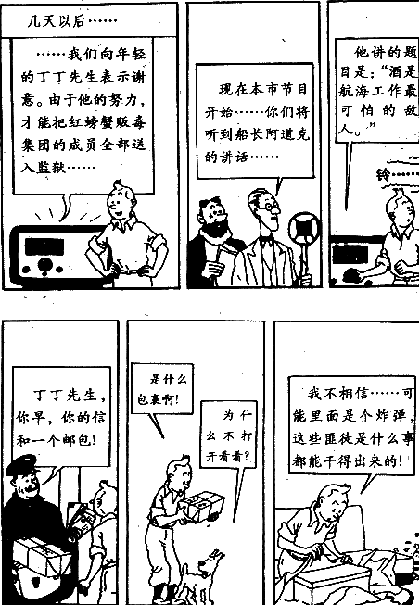 几天以后……
……我们向年轻
的丁丁先生表示谢
意。由于他的努力,
才能把红螃蟹贩毒
集团的成员全部送
入监狱……
现在本市节目
开始……你们将
听到船长阿道克
的讲话……
他讲的题
目是:“酒是
航海工作最
可怕的敌
人。”
铃……
丁丁先生,
你早,你的信
和一个邮包!
是什么
包裹啊!
为什
么不打
开看看?
我不相信……可
能里面是个炸弹,
这些匪徒是什么事
都能干得出来的!